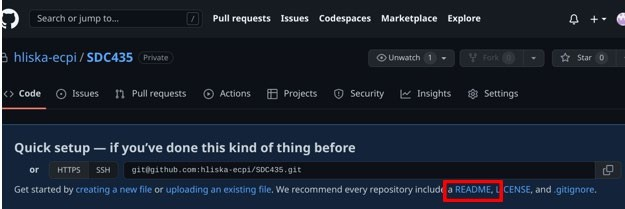 Search or jump to... / Pull requests Issues Codespaces Marketplace Explore +
hliska-ecpi / SDC435 Private Unwatch 1 Fork 0 Star 0
<> Code Issues Pull requests Actions Projects Security Insights Settings
Quick setup — if you've done this kind of thing before
or HTTPS SSH git@github.com:hliska-ecpi/SDC435.git
Get started by creating a new file or uploading an existing file. We recommend every repository include a README, LICENSE, and .gitignore.